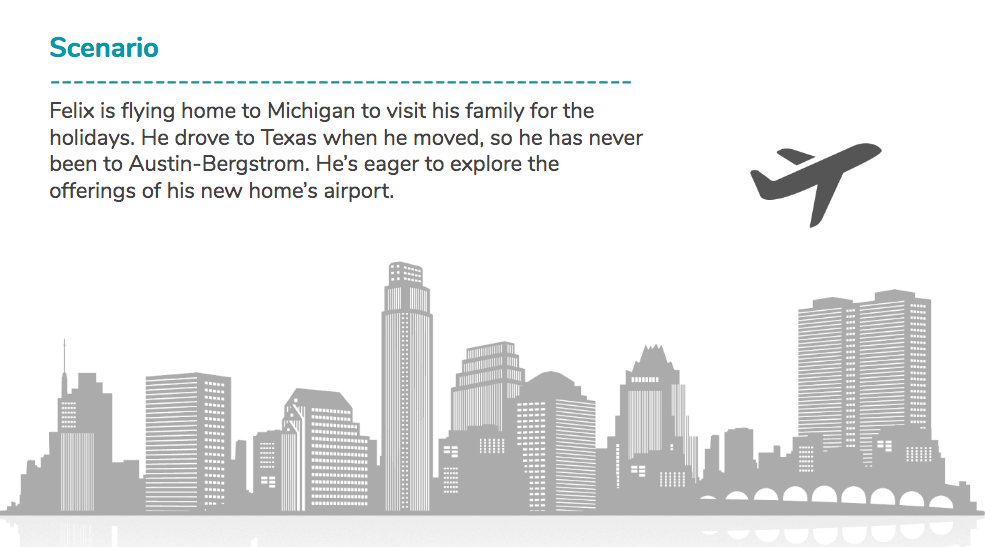 Scenario
Felix is flying home to Michigan to visit his family for the
holidays. He drove to Texas when he moved, so he has never
been to Austin-Bergstrom. He’s eager to explore the
offerings of his new home’s airport.